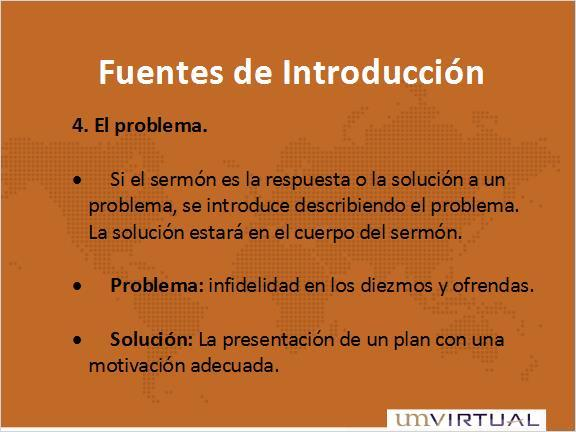 Fuentes de Introducción
4. El problema.
• Si el sermón es la respuesta o la solución a un
problema, se introduce describiendo el problema.
La solución estará en el cuerpo del sermón.
• Problema: infidelidad en los diezmos y ofrendas.
• Solución: La presentación de un plan con una
motivación adecuada.
umVIRTUAL